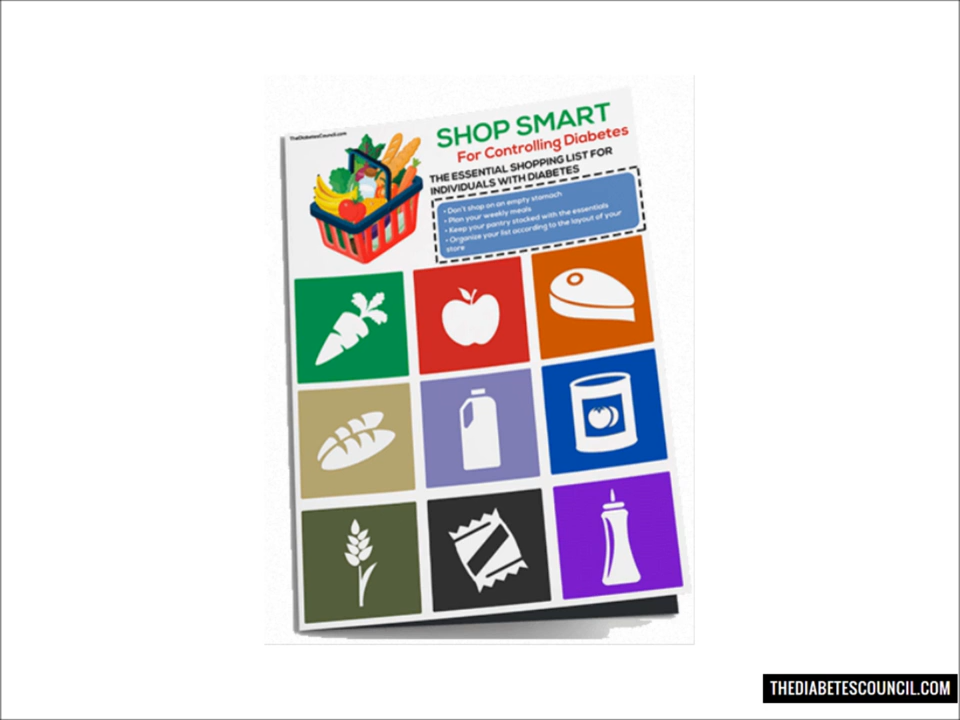 TheDiabetesCouncil.com
SHOP SMART
For Controlling Diabetes
THE ESSENTIAL SHOPPING LIST FOR
INDIVIDUALS WITH DIABETES
• Don't shop on an empty stomach
• Plan your weekly meals
• Keep your pantry stocked with the essentials
• Organise your list according to the layout of your
store
THEDIABETESCOUNCIL.COM